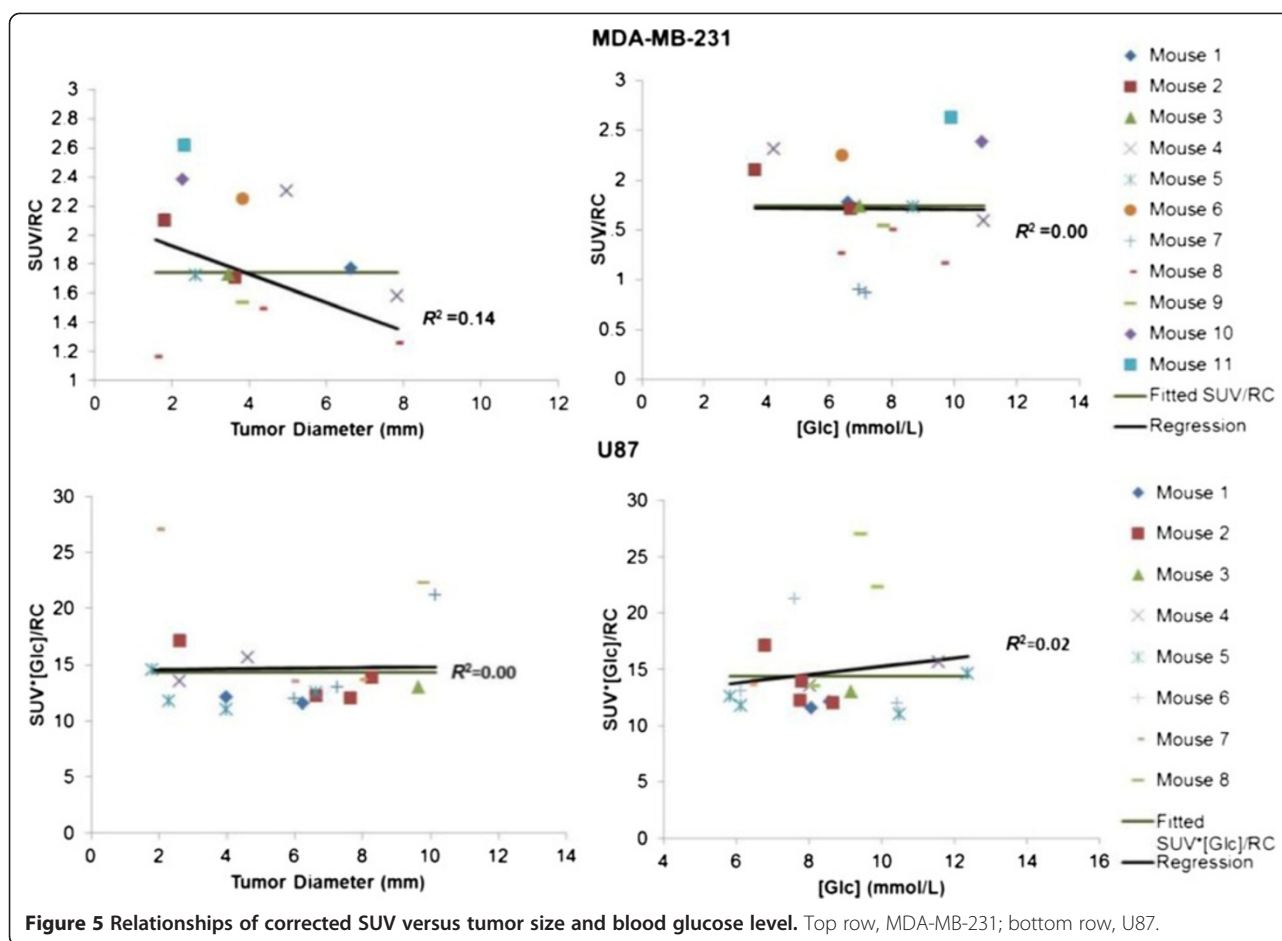 MDA-MB-231
SUV/RC
3
2.8
2.6
2.4
2.2
2
1.8
1.6
1.4
1.2
1
R² =0.14
0 2 4 6 8 10 12
Tumor Diameter (mm)
SUV/RC
3
2.5
2
1.5
1
0.5
0
R² =0.00
0 2 4 6 8 10 12 14
[Glc] (mmol/L)
Mouse 1
Mouse 2
Mouse 3
Mouse 4
Mouse 5
Mouse 6
Mouse 7
Mouse 8
Mouse 9
Mouse 10
Mouse 11
Fitted SUV/RC
Regression
U87
SUV*[Glc]/RC
30
25
20
15
10
5
0
R²=0.00
0 2 4 6 8 10 12 14
Tumor Diameter (mm)
SUV*[Glc]/RC
30
25
20
15
10
5
0
R²=0.02
4 6 8 10 12 14 16
[Glc] (mmol/L)
Mouse 1
Mouse 2
Mouse 3
Mouse 4
Mouse 5
Mouse 6
Mouse 7
Mouse 8
Fitted
SUV*[Glc]/RC
Regression
Figure 5 Relationships of corrected SUV versus tumor size and blood glucose level. Top row, MDA-MB-231; bottom row, U87.